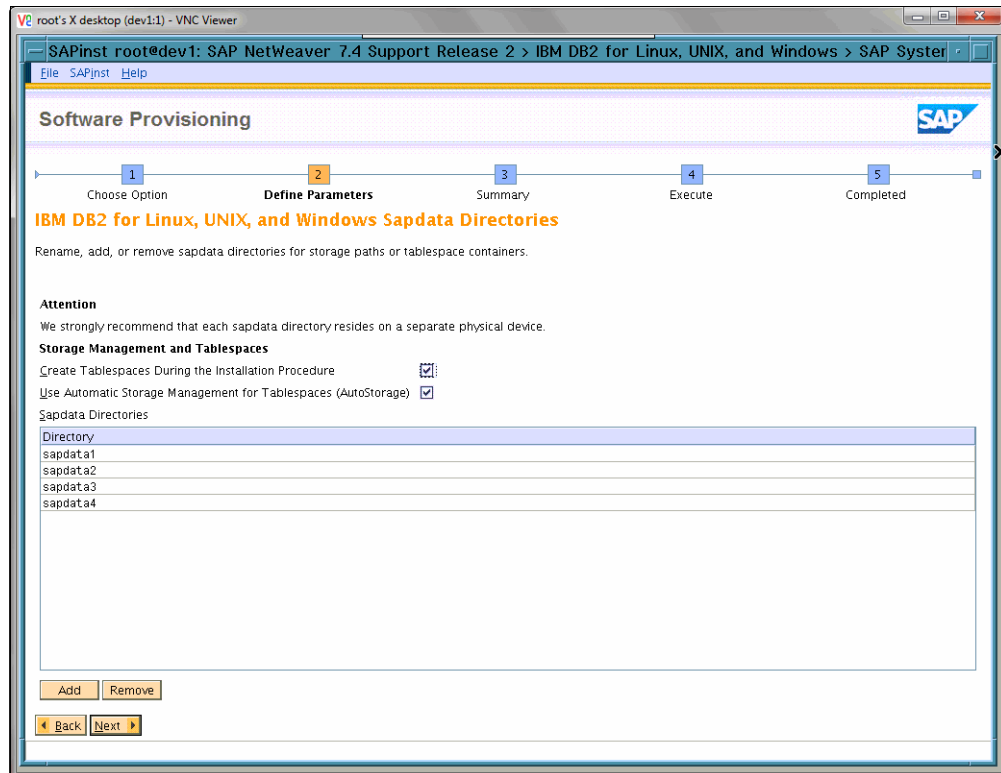 root's X desktop (dev1:1) - VNC Viewer
SAPinst root@dev1: SAP NetWeaver 7.4 Support Release 2 > IBM DB2 for Linux, UNIX, and Windows > SAP System
File SAPinst Help
Software Provisioning
SAP
1 2 3 4 5
Choose Option Define Parameters Summary Execute Completed
IBM DB2 for Linux, UNIX, and Windows Sapdata Directories
Rename, add, or remove sapdata directories for storage paths or tablespace containers.
Attention
We strongly recommend that each sapdata directory resides on a separate physical device.
Storage Management and Tablespaces
Create Tablespaces During the Installation Procedure
Use Automatic Storage Management for Tablespaces (AutoStorage)
Sapdata Directories
Directory
sapdata1
sapdata2
sapdata3
sapdata4
Add Remove
Back Next